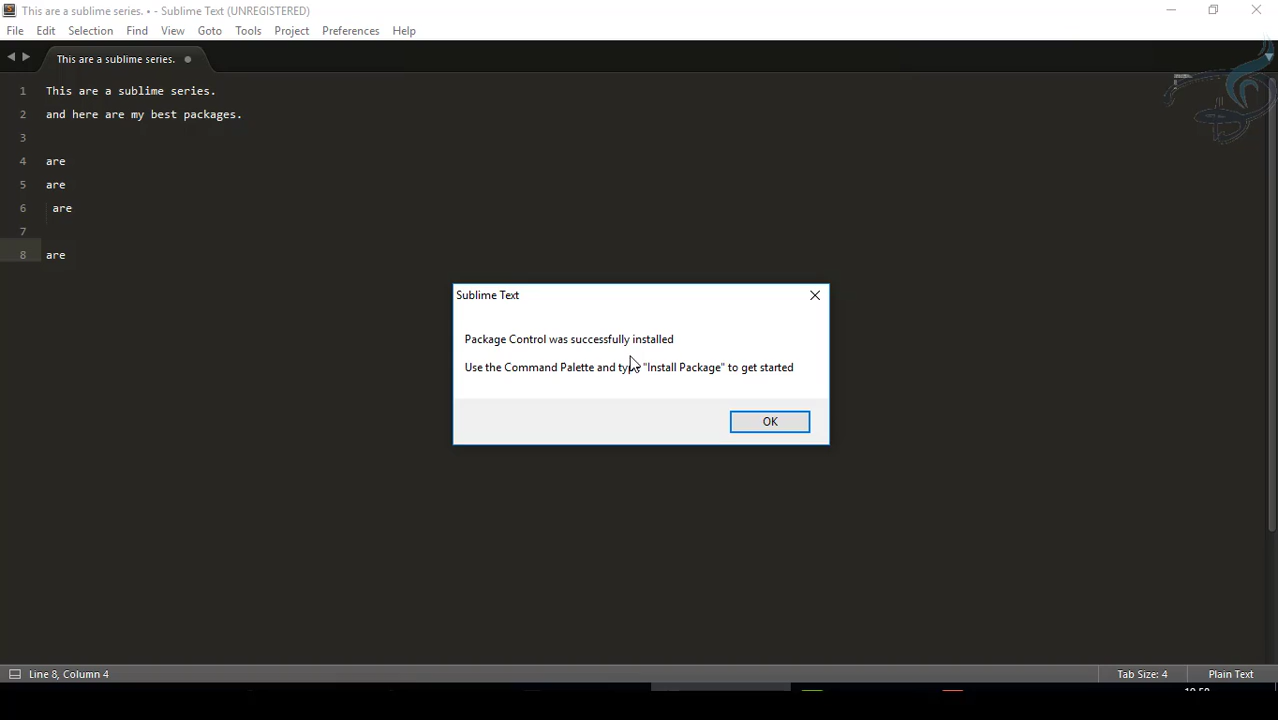 This are a sublime series. • - Sublime Text (UNREGISTERED)
File Edit Selection Find View Goto Tools Project Preferences Help
This are a sublime series.
1 This are a sublime series.
2 and here are my best packages.
3
4 are
5 are
6 are
7
8 are
Sublime Text
Package Control was successfully installed
Use the Command Palette and type "Install Package" to get started
OK
Line 8, Column 4 Tab Size: 4 Plain Text